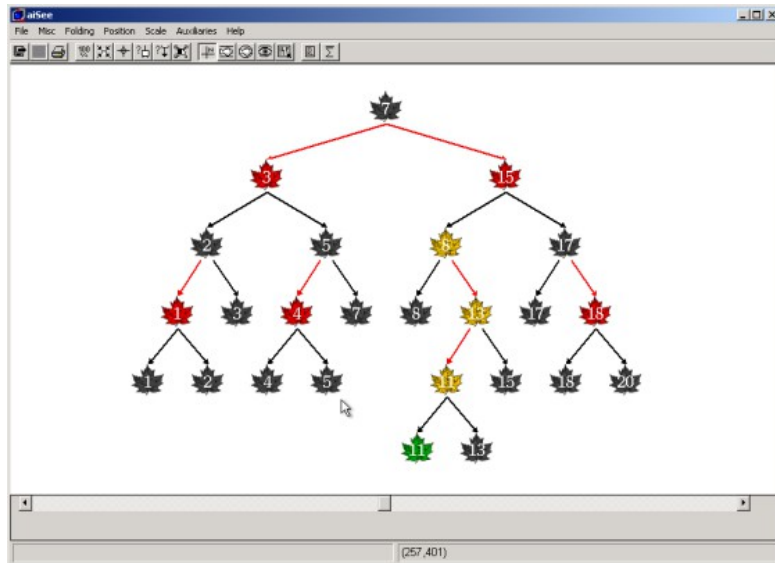 aiSee
File Misc Folding Position Scale Auxiliaries Help
7
3 15
2 5 8 17
1 3 4 7 8 13 17 18
1 2 4 5 11 15 18 20
11 13
(257,401)